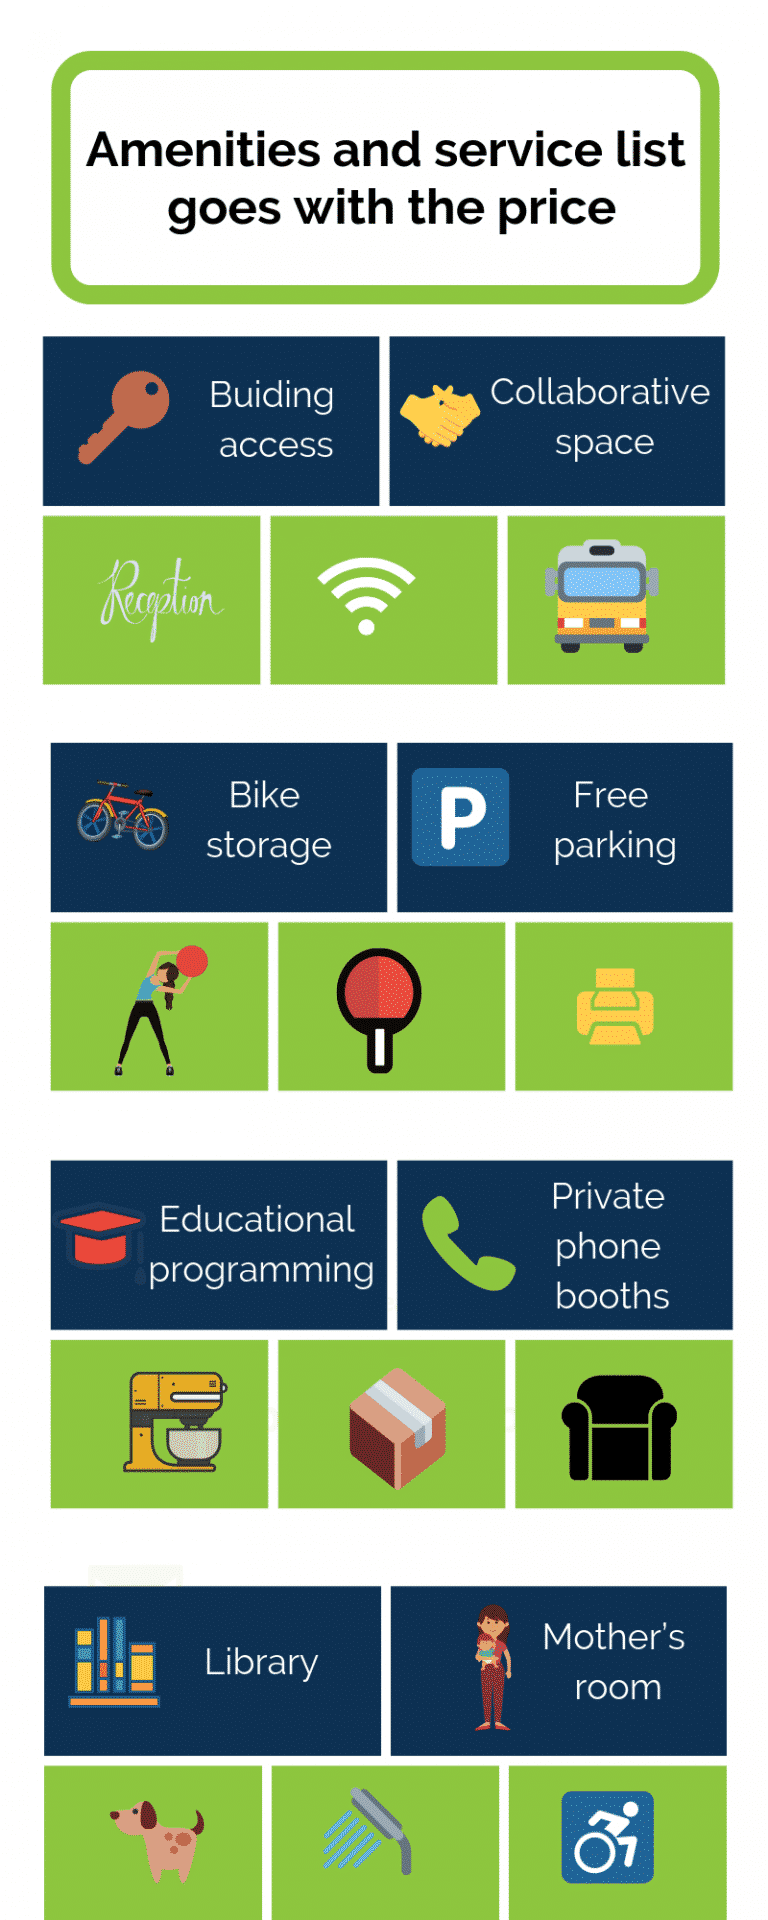 Amenities and service list
goes with the price
Buiding
access
Collaborative
space
Reception
Bike
storage
P
Free
parking
Educational
programming
Private
phone
booths
Library
Mother's
room